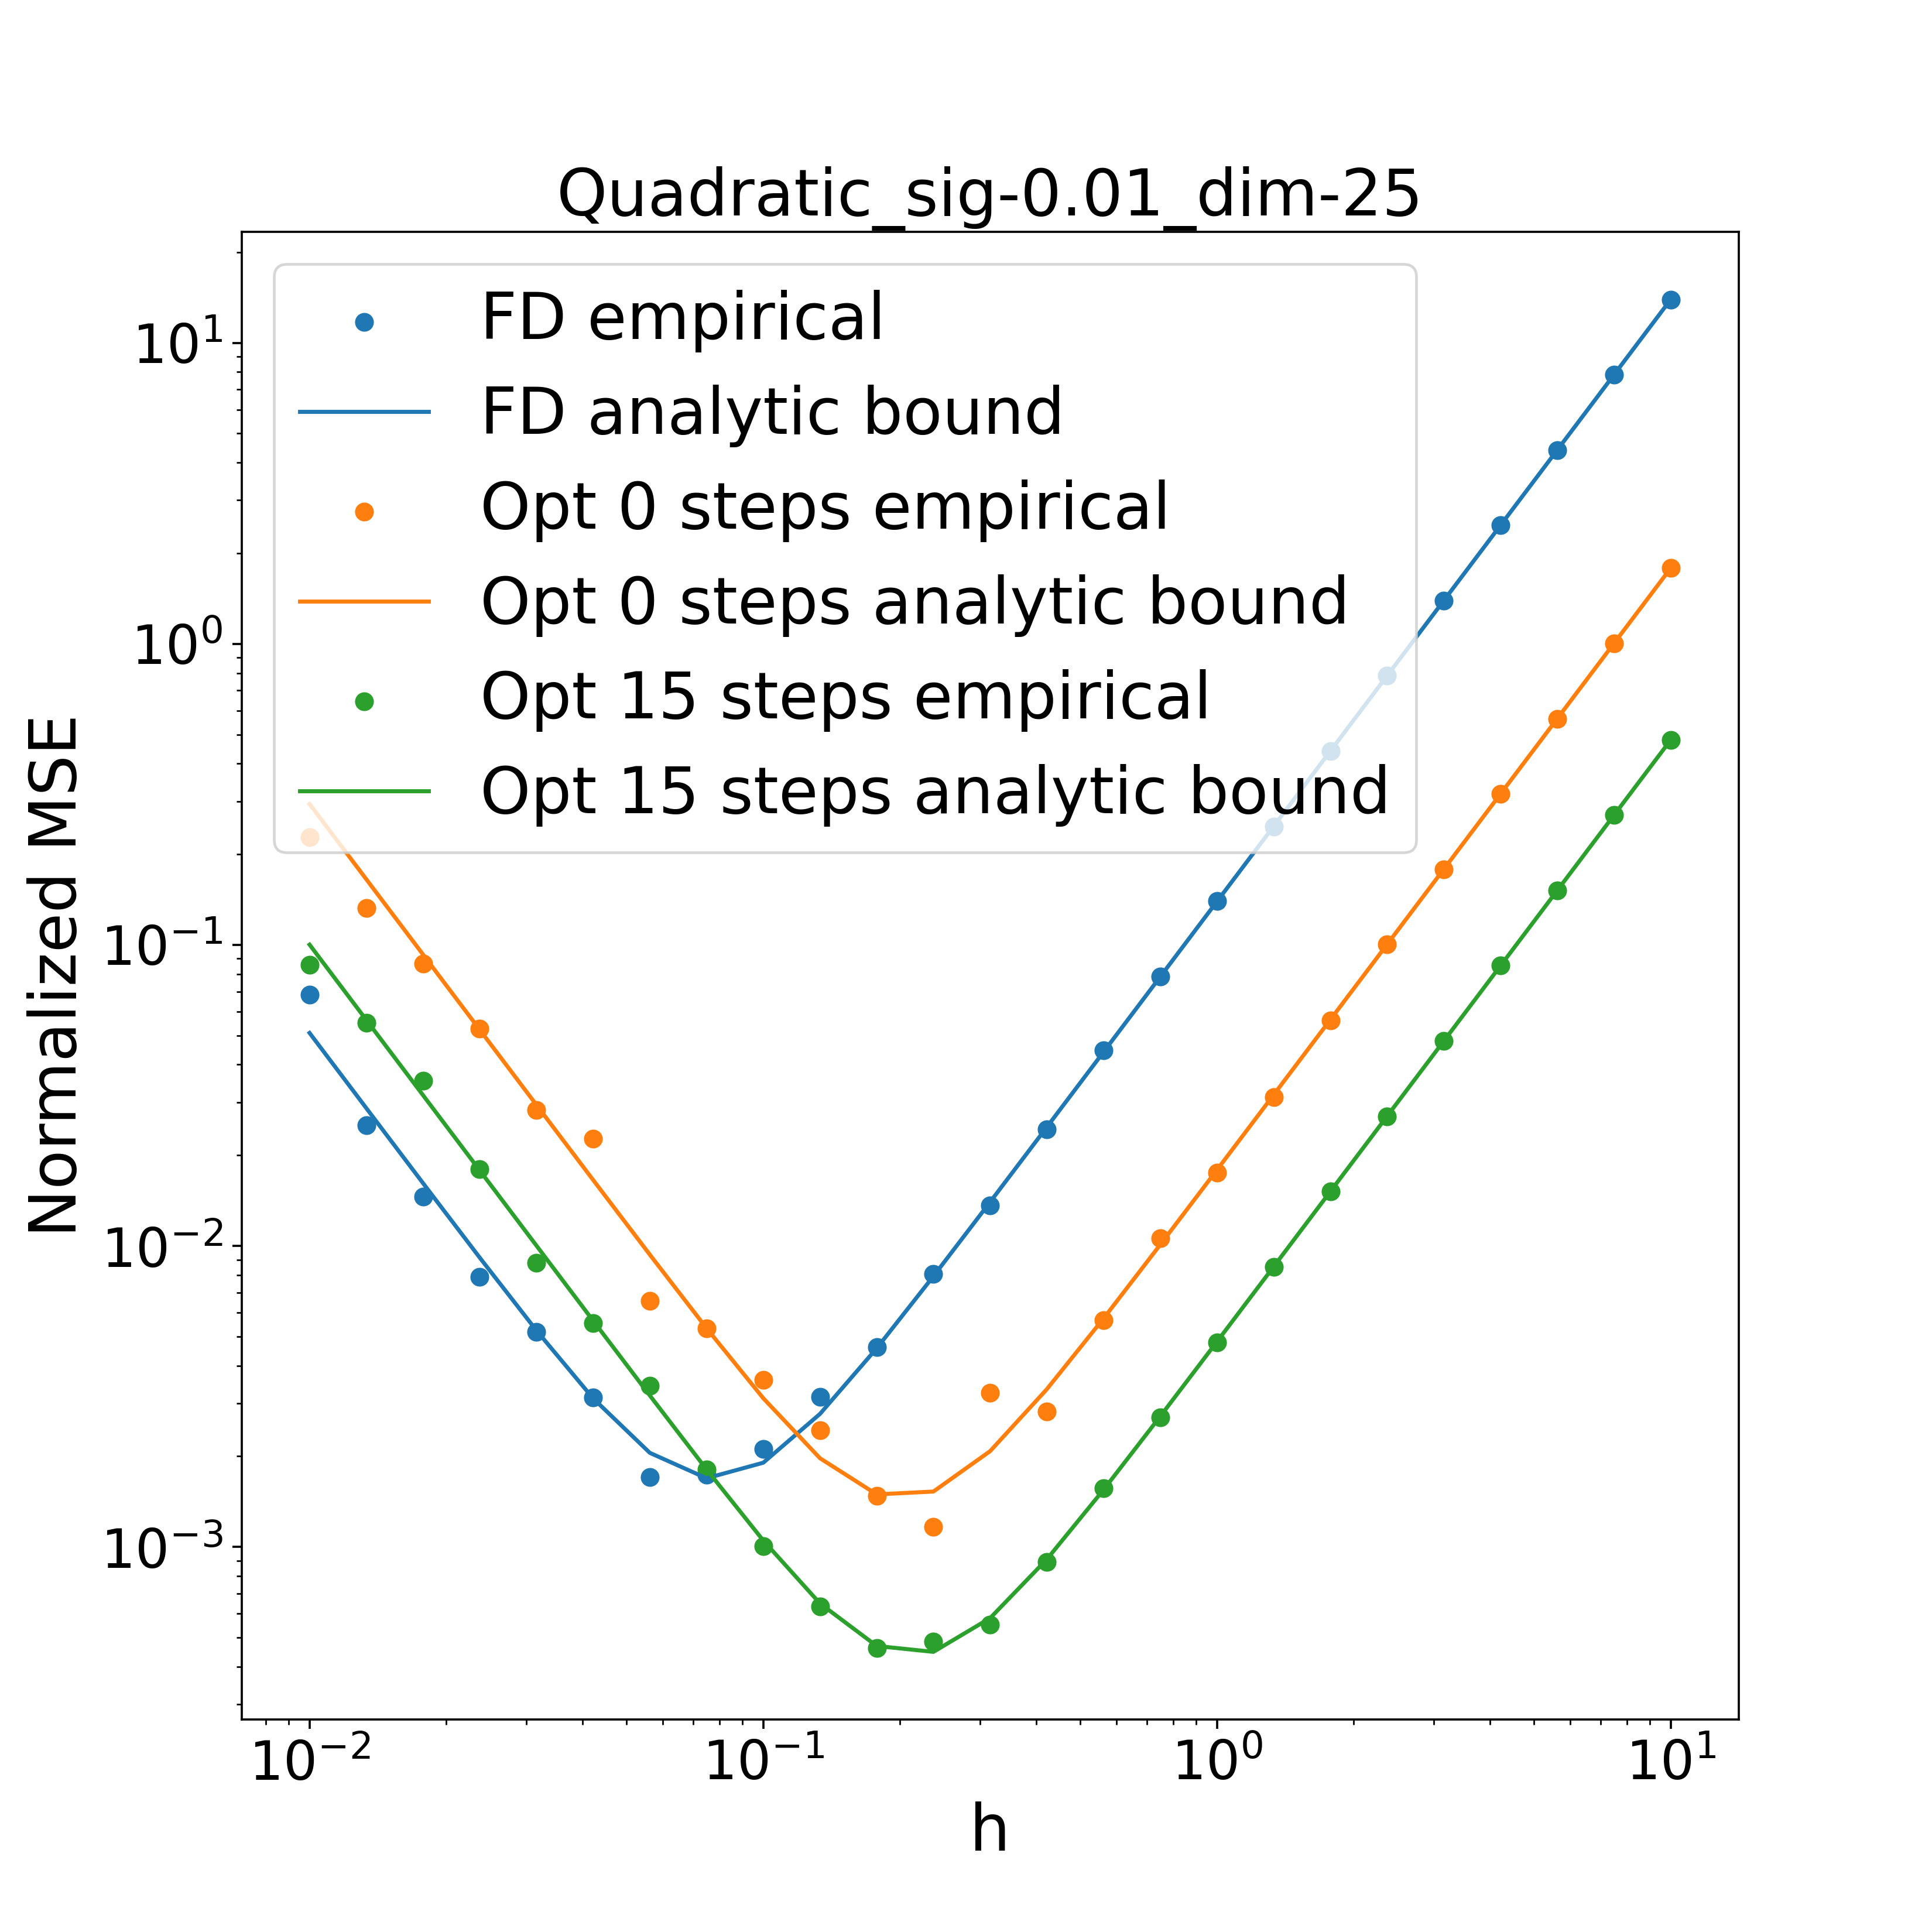 Quadratic_sig-0.01_dim-25
FD empirical
FD analytic bound
Opt 0 steps empirical
Opt 0 steps analytic bound
Opt 15 steps empirical
Opt 15 steps analytic bound
Normalized MSE
10¹
10⁰
10⁻¹
10⁻²
10⁻³
10⁻² 10⁻¹ 10⁰ 10¹
h